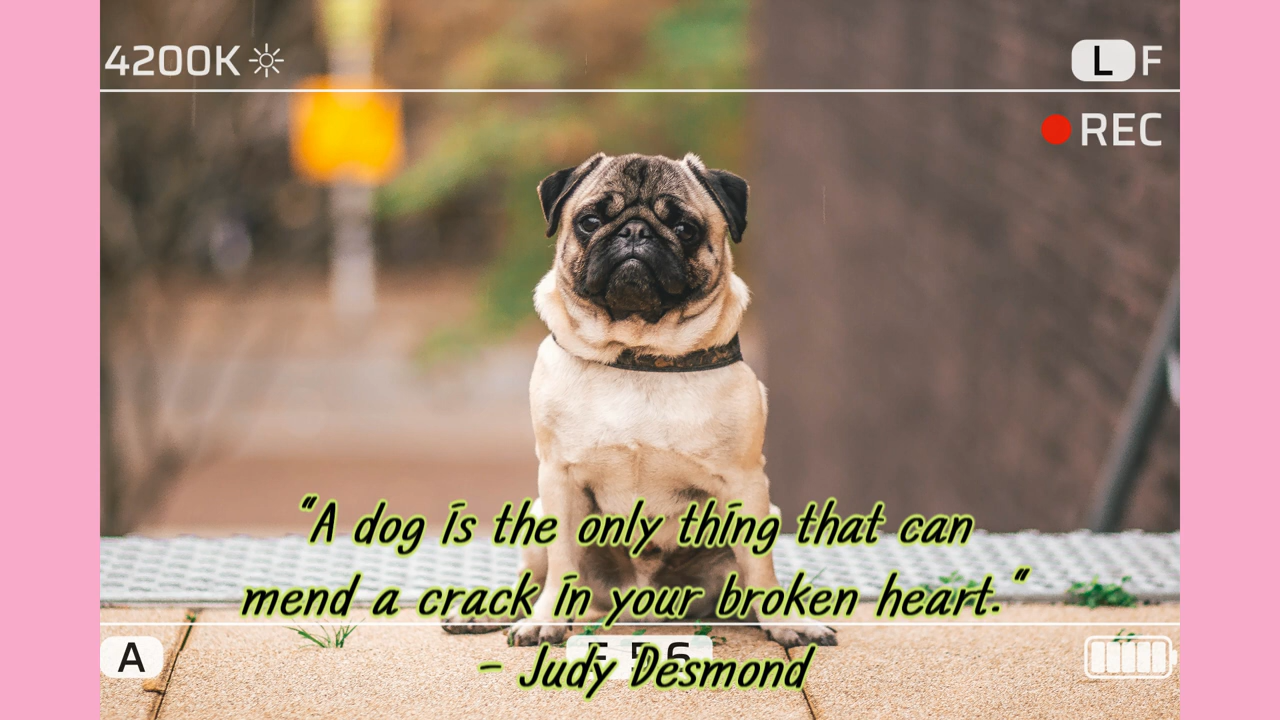 4200K
L F
REC
"A dog is the only thing that can
mend a crack in your broken heart."
A
- Judy Desmond